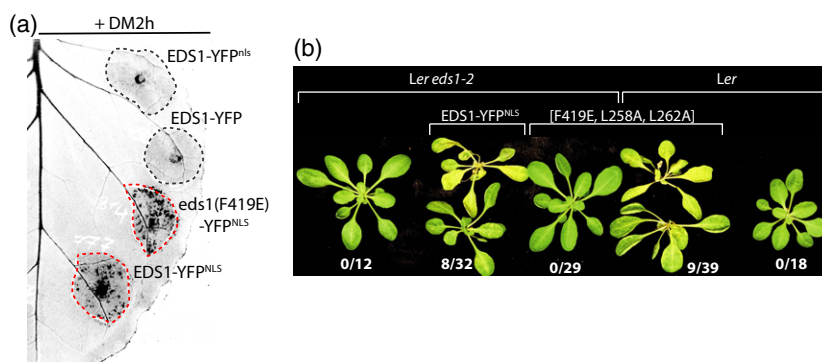 (a)
+ DM2h
EDS1-YFPⁿˡˢ
EDS1-YFP
eds1(F419E)
-YFPᴺᴸˢ
EDS1-YFPᴺᴸˢ
(b)
Ler eds1-2
Ler
EDS1-YFPᴺᴸˢ
[F419E, L258A, L262A]
0/12
8/32
0/29
9/39
0/18